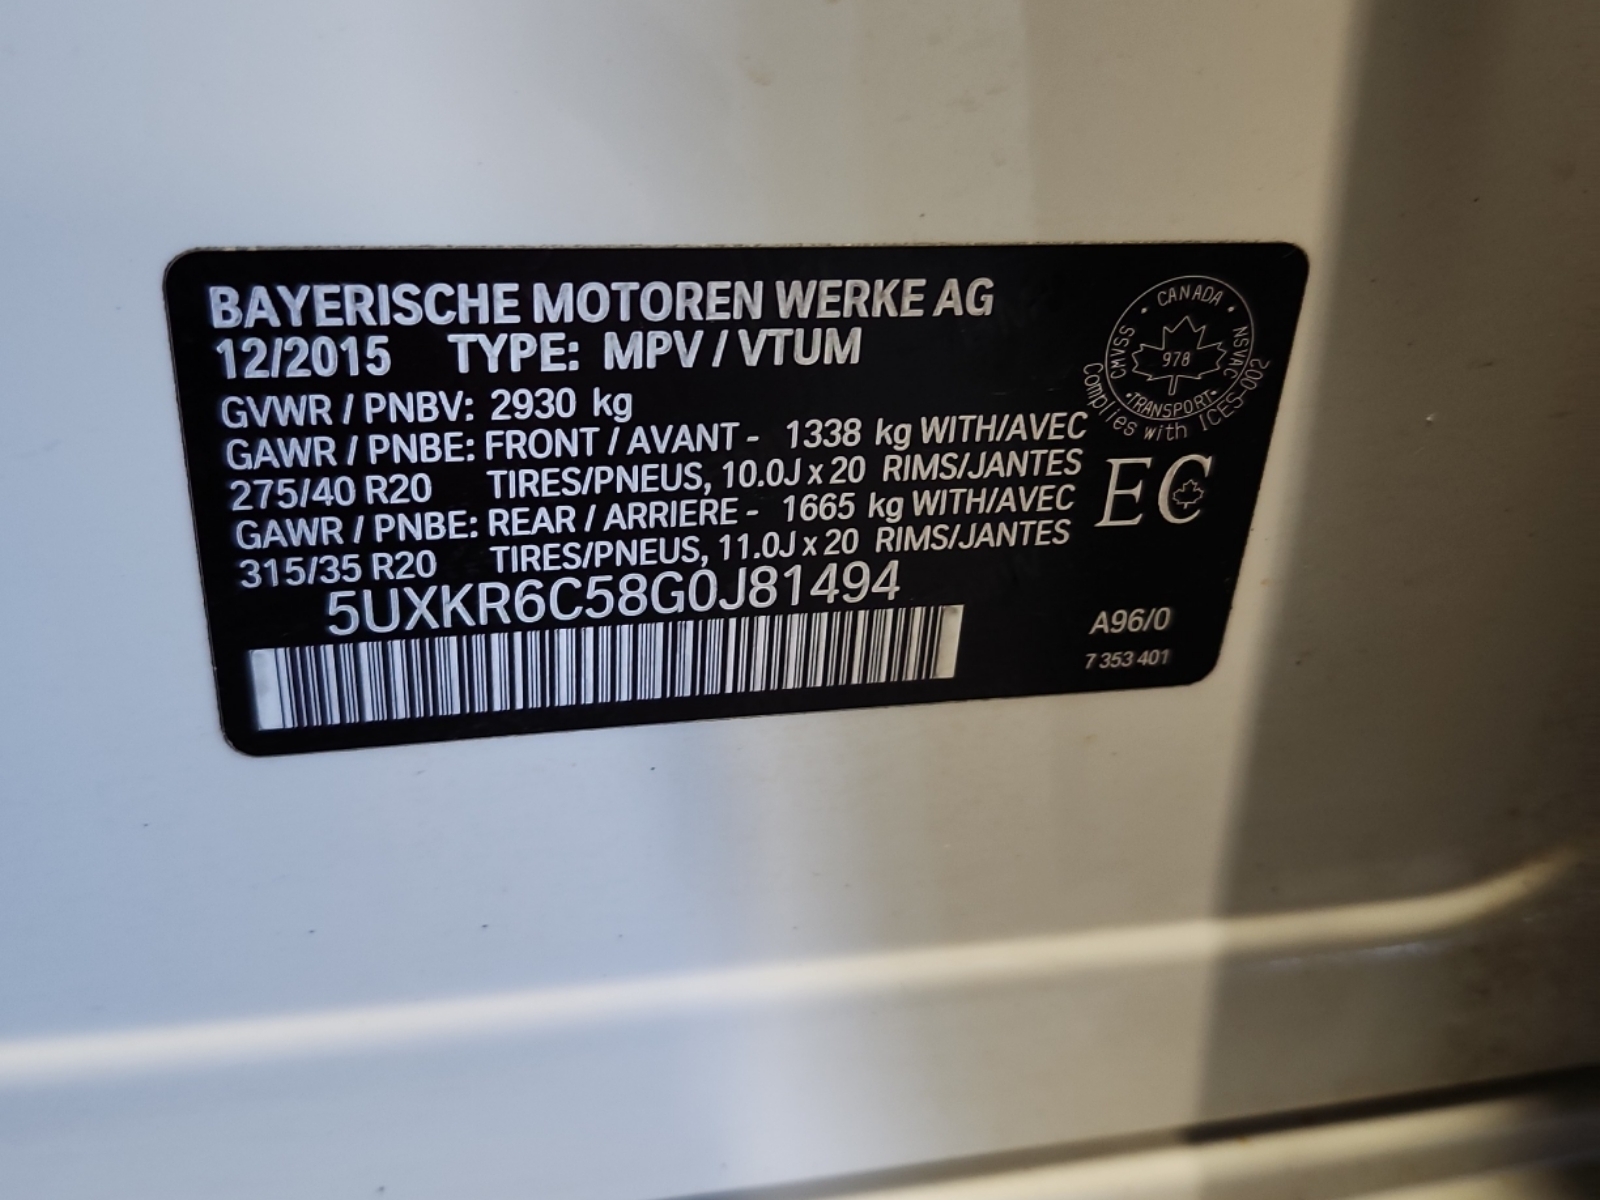 BAYERISCHE MOTOREN WERKE AG
12/2015 TYPE: MPV / VTUM
GVWR / PNBV: 2930 kg
GAWR / PNBE: FRONT / AVANT - 1338 kg WITH/AVEC
275/40 R20 TIRES/PNEUS, 10.0J x 20 RIMS/JANTES
GAWR / PNBE: REAR / ARRIERE - 1665 kg WITH/AVEC
315/35 R20 TIRES/PNEUS, 11.0J x 20 RIMS/JANTES
5UXKR6C58G0J81494
CANADA
CMVSS
NSVAC
978
TRANSPORT
Complies with ICES-002
EC
A96/0
7 353 401